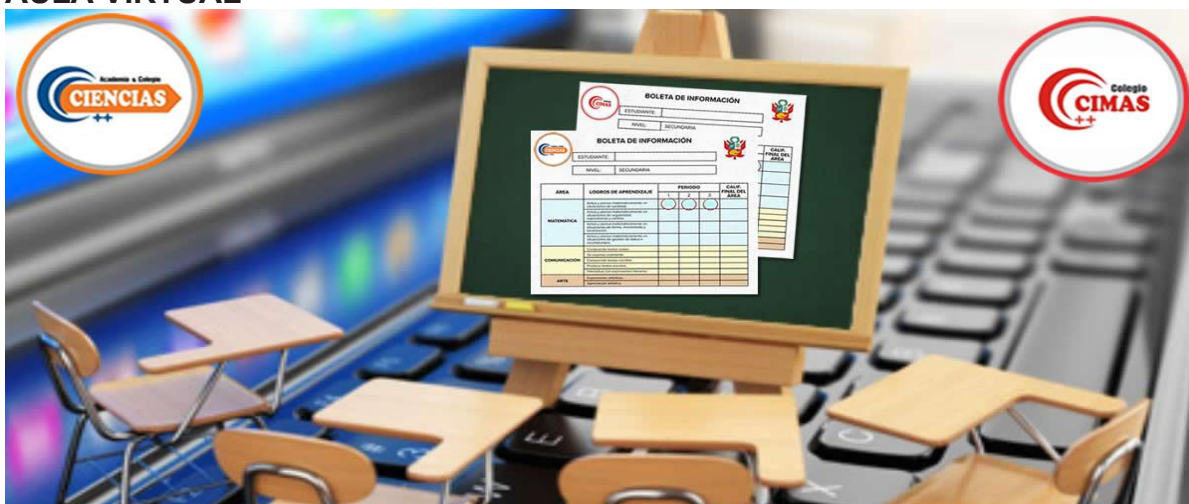 AULA VIRTUAL
Academia & Colegio
CIENCIAS
++
Colegio
CIMAS
++
CIMAS
BOLETA DE INFORMACIÓN
ESTUDIANTE:
NIVEL: SECUNDARIA
CALIF.
FINAL DEL
ÁREA
CIENCIAS
BOLETA DE INFORMACIÓN
ESTUDIANTE:
NIVEL: SECUNDARIA
ÁREA LOGROS DE APRENDIZAJE PERIODO CALIF. FINAL DEL ÁREA
1 2 3
MATEMÁTICA
COMUNICACIÓN
ARTE